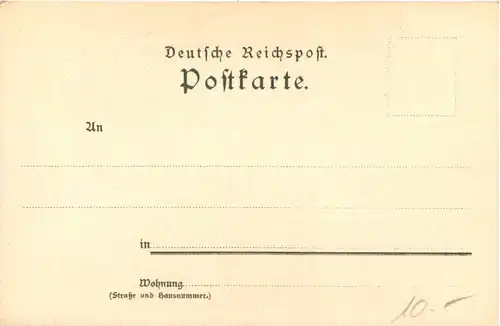 Deutſche Reichspoſt.
Poſtkarte.
An
in
Wohnung
(Straße und Hausnummer.)
10.-